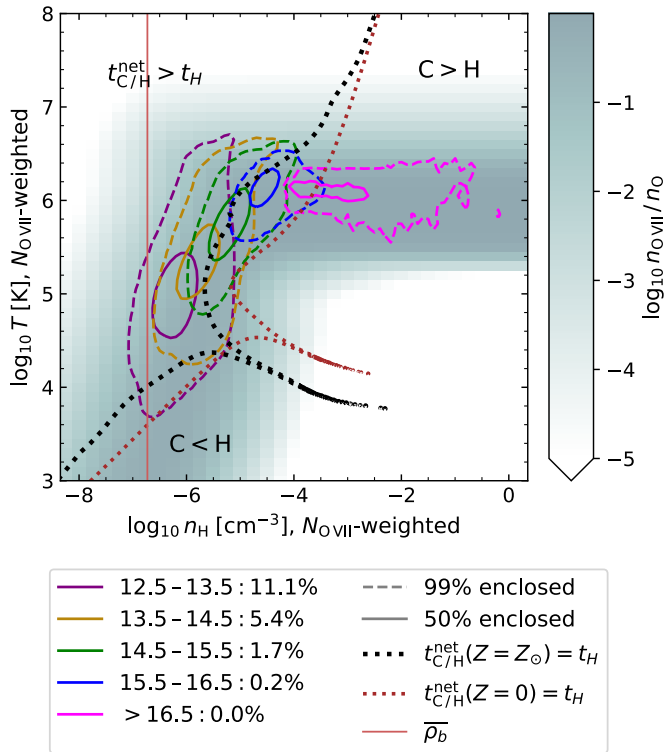 8
7
6
5
4
3
−8
−6
−4
−2
0
log₁₀ T [K], N_O VII-weighted
log₁₀ n_H [cm⁻³], N_O VII-weighted
t^net_C/H > t_H
C > H
C < H
−1
−2
−3
−4
−5
log₁₀ n_O VII / n_O
12.5 – 13.5 : 11.1%
13.5 – 14.5 : 5.4%
14.5 – 15.5 : 1.7%
15.5 – 16.5 : 0.2%
> 16.5 : 0.0%
99% enclosed
50% enclosed
t^net_C/H (Z = Z_⊙) = t_H
t^net_C/H (Z = 0) = t_H
ρ̅_b